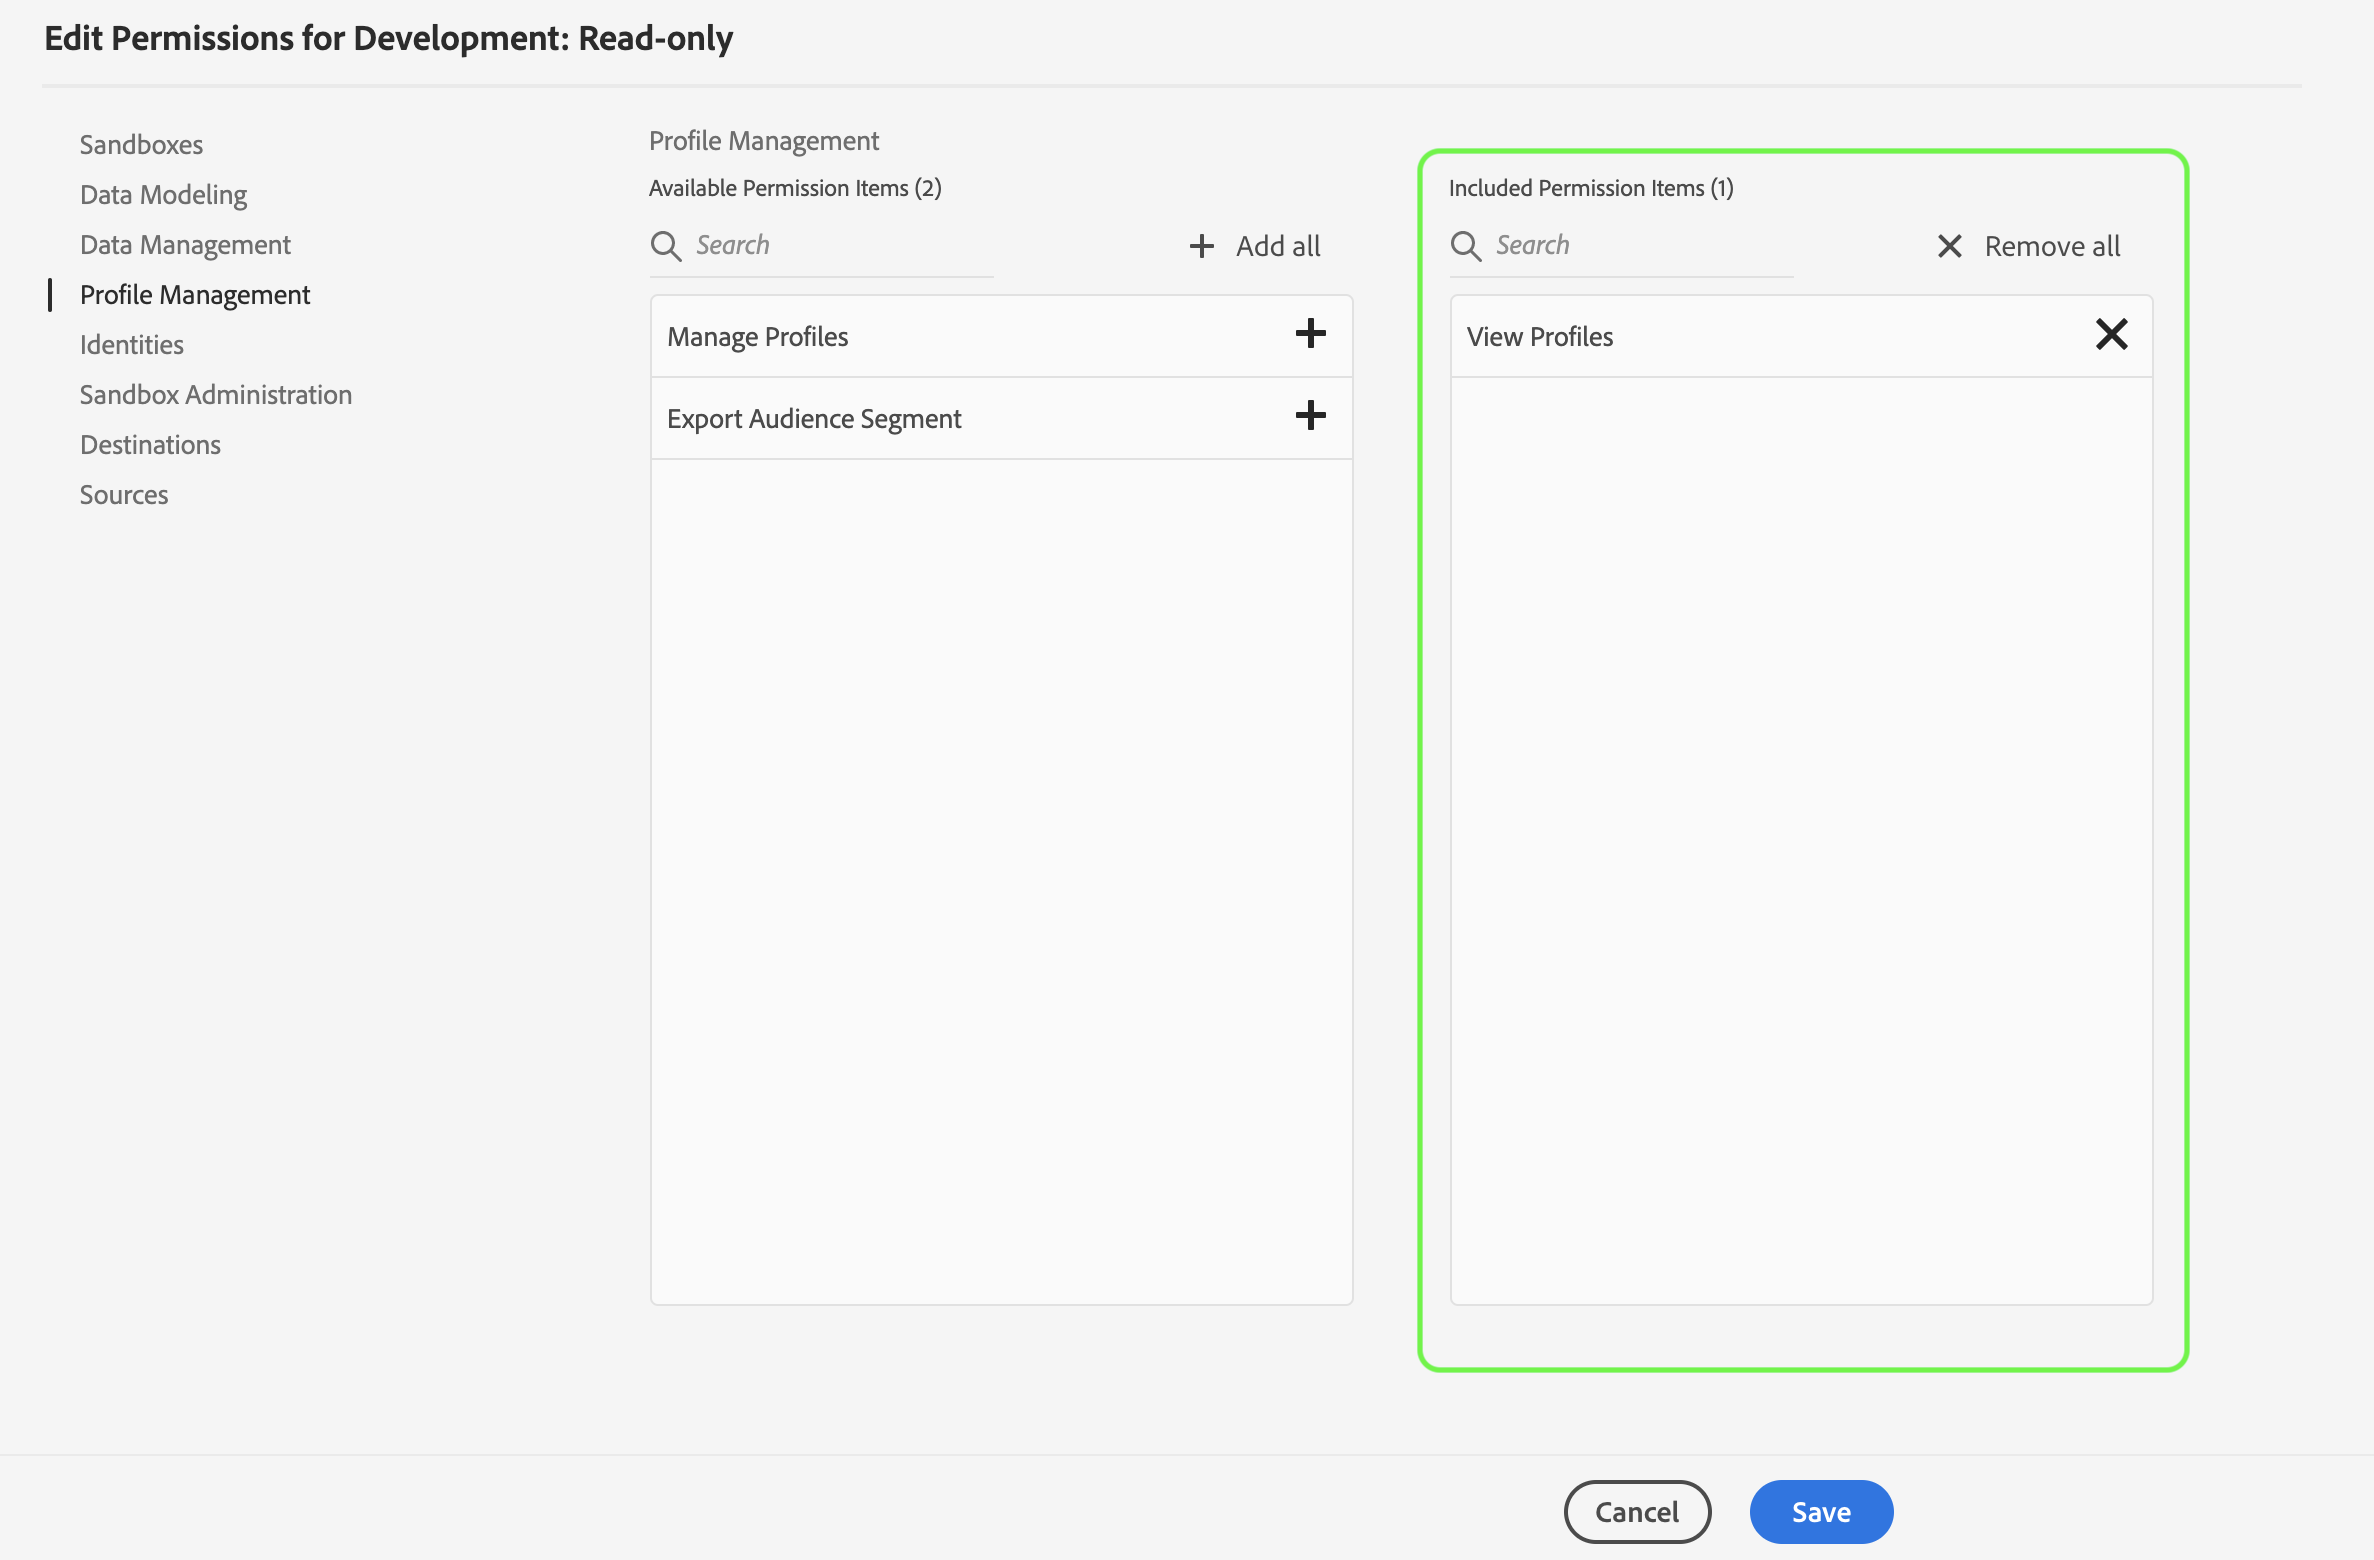 Edit Permissions for Development: Read-only
Sandboxes
Data Modeling
Data Management
Profile Management
Identities
Sandbox Administration
Destinations
Sources
Profile Management
Available Permission Items (2)
Search
Add all
Manage Profiles
Export Audience Segment
Included Permission Items (1)
Search
Remove all
View Profiles
Cancel
Save